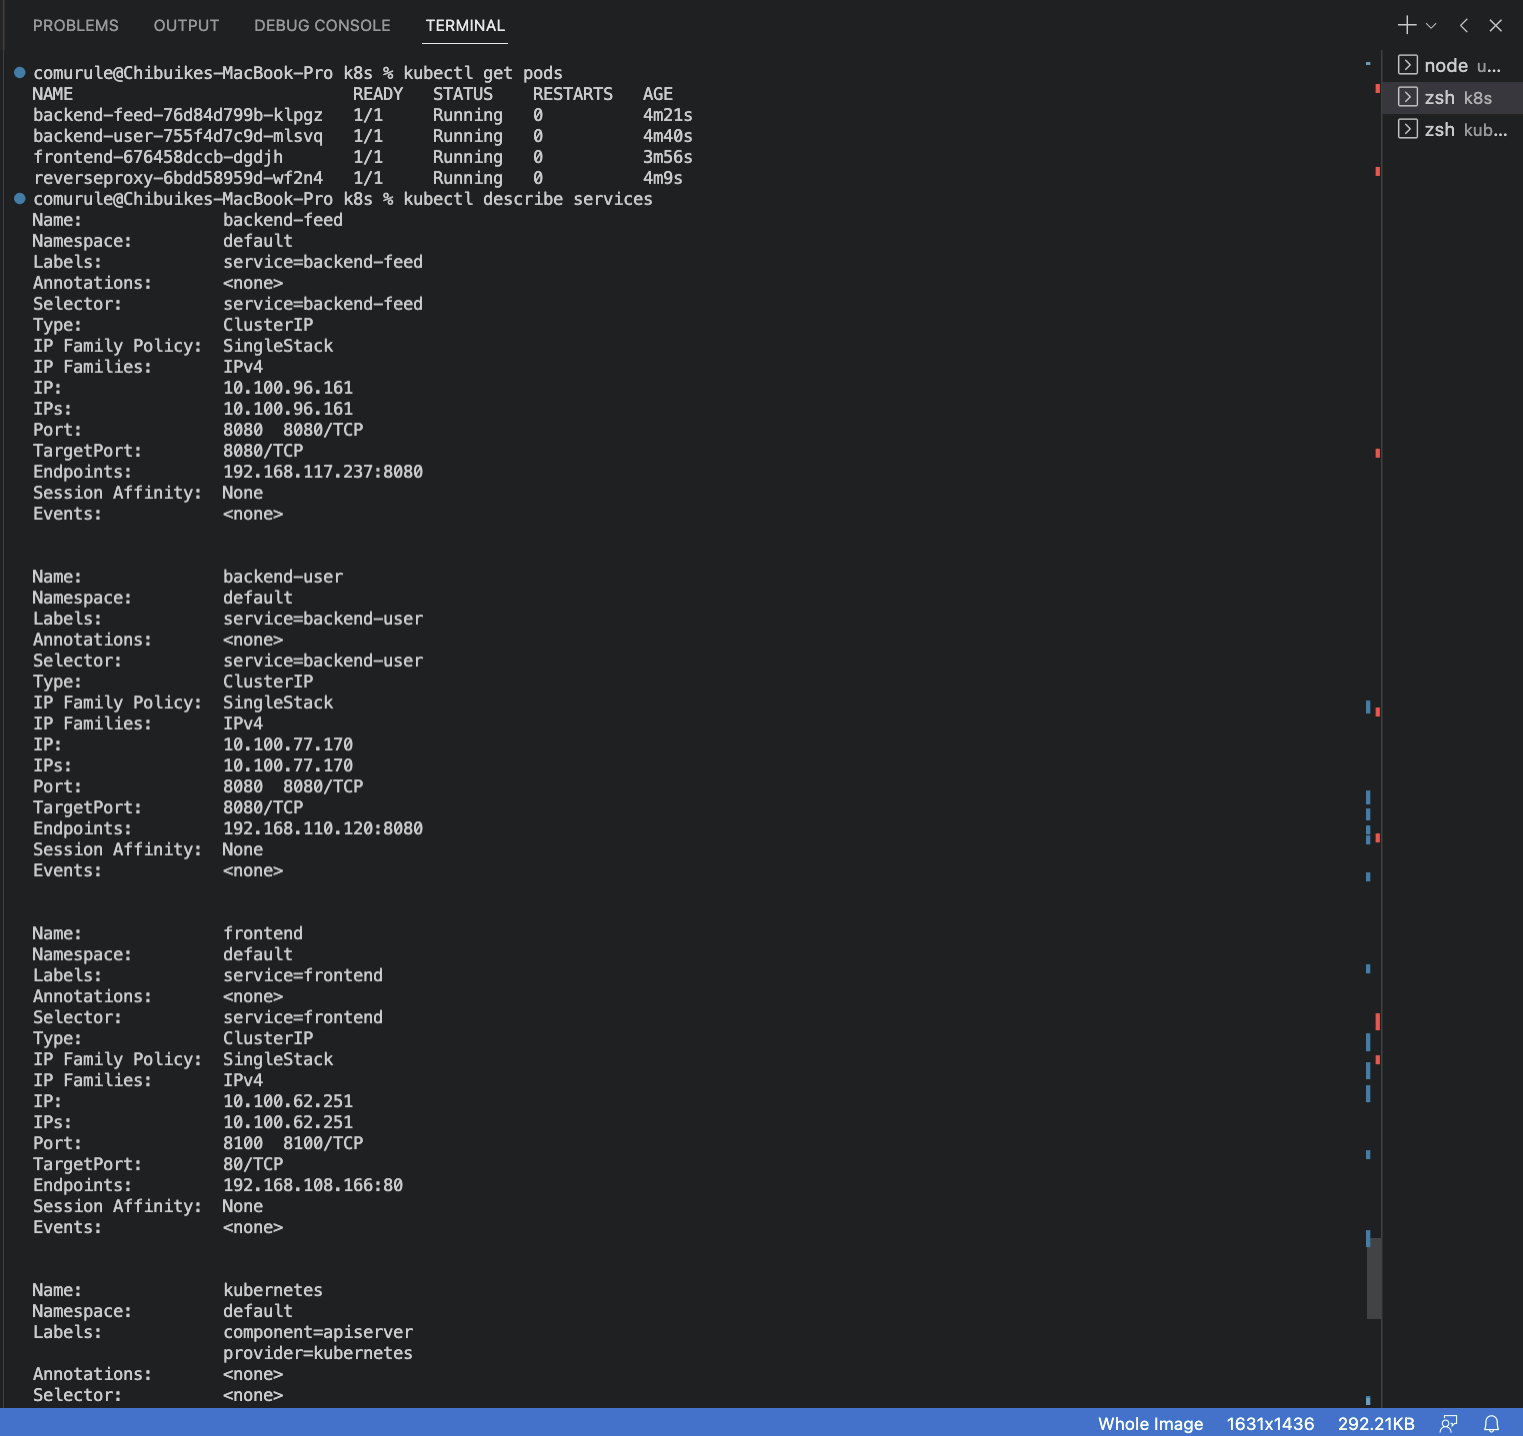 PROBLEMS OUTPUT DEBUG CONSOLE TERMINAL
node u...
zsh k8s
zsh kub...
comurule@Chibuikes-MacBook-Pro k8s % kubectl get pods
NAME READY STATUS RESTARTS AGE
backend-feed-76d84d799b-klpgz 1/1 Running 0 4m21s
backend-user-755f4d7c9d-mlsvq 1/1 Running 0 4m40s
frontend-676458dccb-dgdjh 1/1 Running 0 3m56s
reverseproxy-6bdd58959d-wf2n4 1/1 Running 0 4m9s
comurule@Chibuikes-MacBook-Pro k8s % kubectl describe services
Name: backend-feed
Namespace: default
Labels: service=backend-feed
Annotations: <none>
Selector: service=backend-feed
Type: ClusterIP
IP Family Policy: SingleStack
IP Families: IPv4
IP: 10.100.96.161
IPs: 10.100.96.161
Port: 8080 8080/TCP
TargetPort: 8080/TCP
Endpoints: 192.168.117.237:8080
Session Affinity: None
Events: <none>
Name: backend-user
Namespace: default
Labels: service=backend-user
Annotations: <none>
Selector: service=backend-user
Type: ClusterIP
IP Family Policy: SingleStack
IP Families: IPv4
IP: 10.100.77.170
IPs: 10.100.77.170
Port: 8080 8080/TCP
TargetPort: 8080/TCP
Endpoints: 192.168.110.120:8080
Session Affinity: None
Events: <none>
Name: frontend
Namespace: default
Labels: service=frontend
Annotations: <none>
Selector: service=frontend
Type: ClusterIP
IP Family Policy: SingleStack
IP Families: IPv4
IP: 10.100.62.251
IPs: 10.100.62.251
Port: 8100 8100/TCP
TargetPort: 80/TCP
Endpoints: 192.168.108.166:80
Session Affinity: None
Events: <none>
Name: kubernetes
Namespace: default
Labels: component=apiserver
provider=kubernetes
Annotations: <none>
Selector: <none>
Whole Image 1631x1436 292.21KB